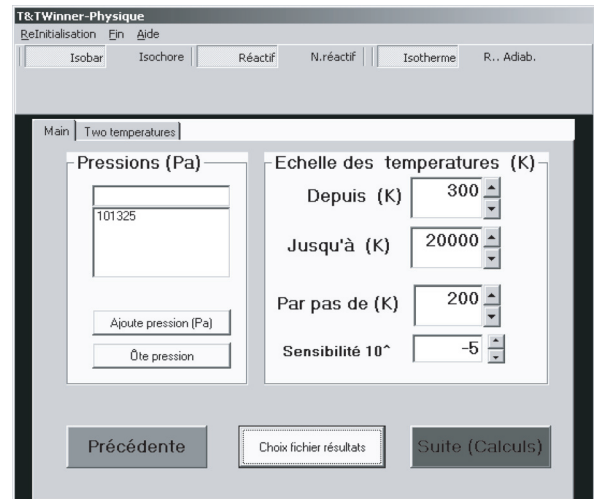 T&TWinner-Physique
ReInitialisation Fin Aide
Isobar Isochore Réactif N.réactif Isotherme R.. Adiab.
Main Two temperatures
Pressions (Pa)
101325
Ajoute pression (Pa)
Ôte pression
Echelle des temperatures (K)
Depuis (K) 300
Jusqu'à (K) 20000
Par pas de (K) 200
Sensibilité 10^ -5
Précédente Choix fichier résultats Suite (Calculs)